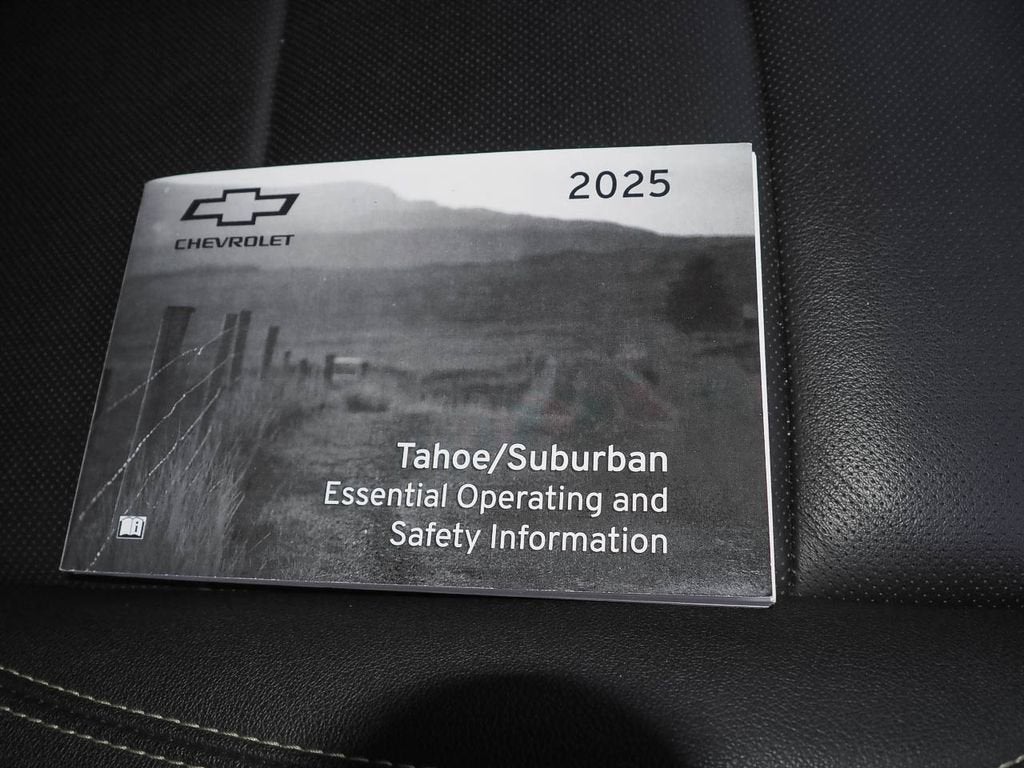 2025
CHEVROLET
Tahoe/Suburban
Essential Operating and
Safety Information